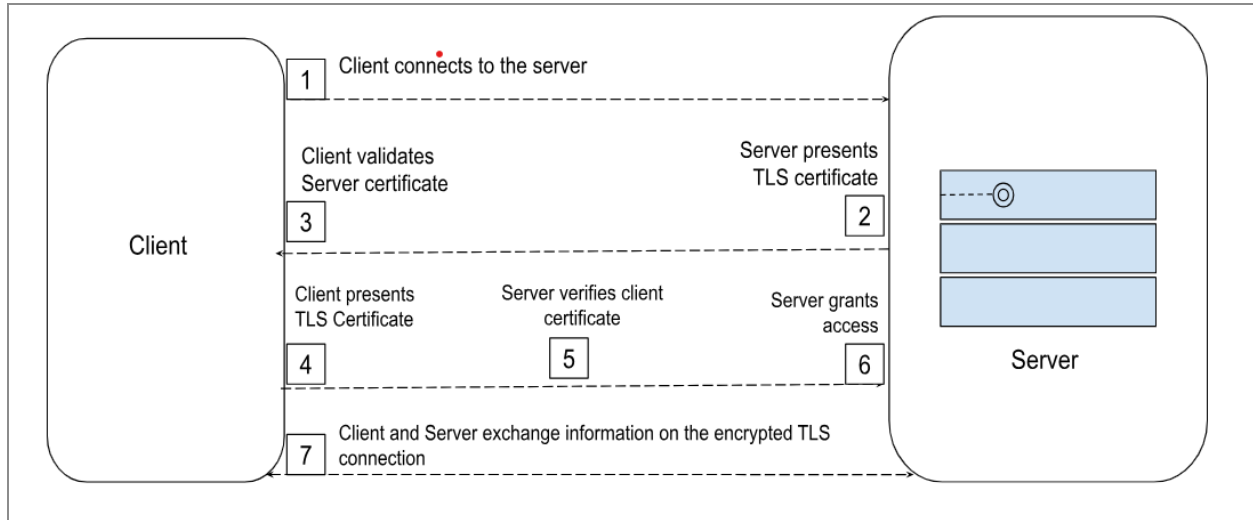 1
Client connects to the server
Client validates
Server certificate
3
Server presents
TLS certificate
2
Client
Client presents
TLS Certificate
4
Server verifies client
certificate
5
Server grants
access
6
Server
7
Client and Server exchange information on the encrypted TLS
connection